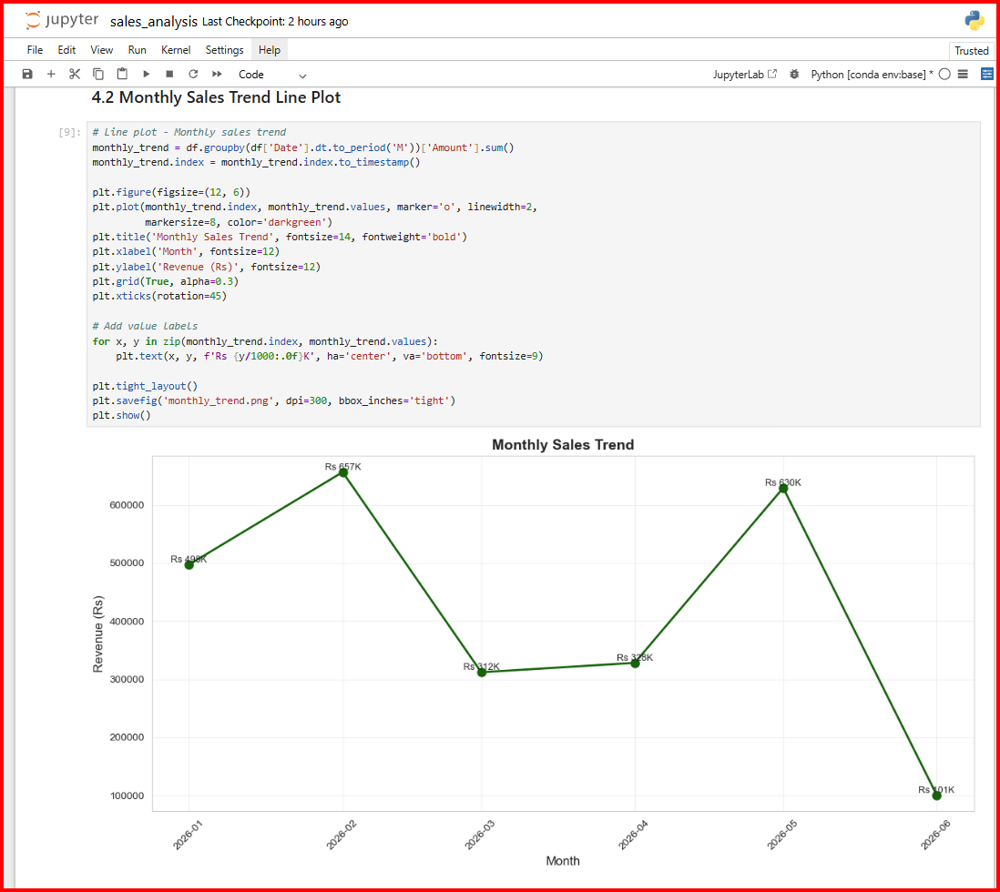 jupyter sales_analysis Last Checkpoint: 2 hours ago
File Edit View Run Kernel Settings Help Trusted
Code JupyterLab Python [conda env:base] *
4.2 Monthly Sales Trend Line Plot
[9]:
# Line plot - Monthly sales trend
monthly_trend = df.groupby(df['Date'].dt.to_period('M'))['Amount'].sum()
monthly_trend.index = monthly_trend.index.to_timestamp()
plt.figure(figsize=(12, 6))
plt.plot(monthly_trend.index, monthly_trend.values, marker='o', linewidth=2,
markersize=8, color='darkgreen')
plt.title('Monthly Sales Trend', fontsize=14, fontweight='bold')
plt.xlabel('Month', fontsize=12)
plt.ylabel('Revenue (Rs)', fontsize=12)
plt.grid(True, alpha=0.3)
plt.xticks(rotation=45)
# Add value labels
for x, y in zip(monthly_trend.index, monthly_trend.values):
plt.text(x, y, f'Rs {y/1000:.0f}K', ha='center', va='bottom', fontsize=9)
plt.tight_layout()
plt.savefig('monthly_trend.png', dpi=300, bbox_inches='tight')
plt.show()
Monthly Sales Trend
Rs 657K
Rs 630K
600000
Rs 498K
500000
400000
Rs 328K
Rs 312K
300000
200000
Rs 101K
100000
Revenue (Rs)
2026-01 2026-02 2026-03 2026-04 2026-05 2026-06
Month